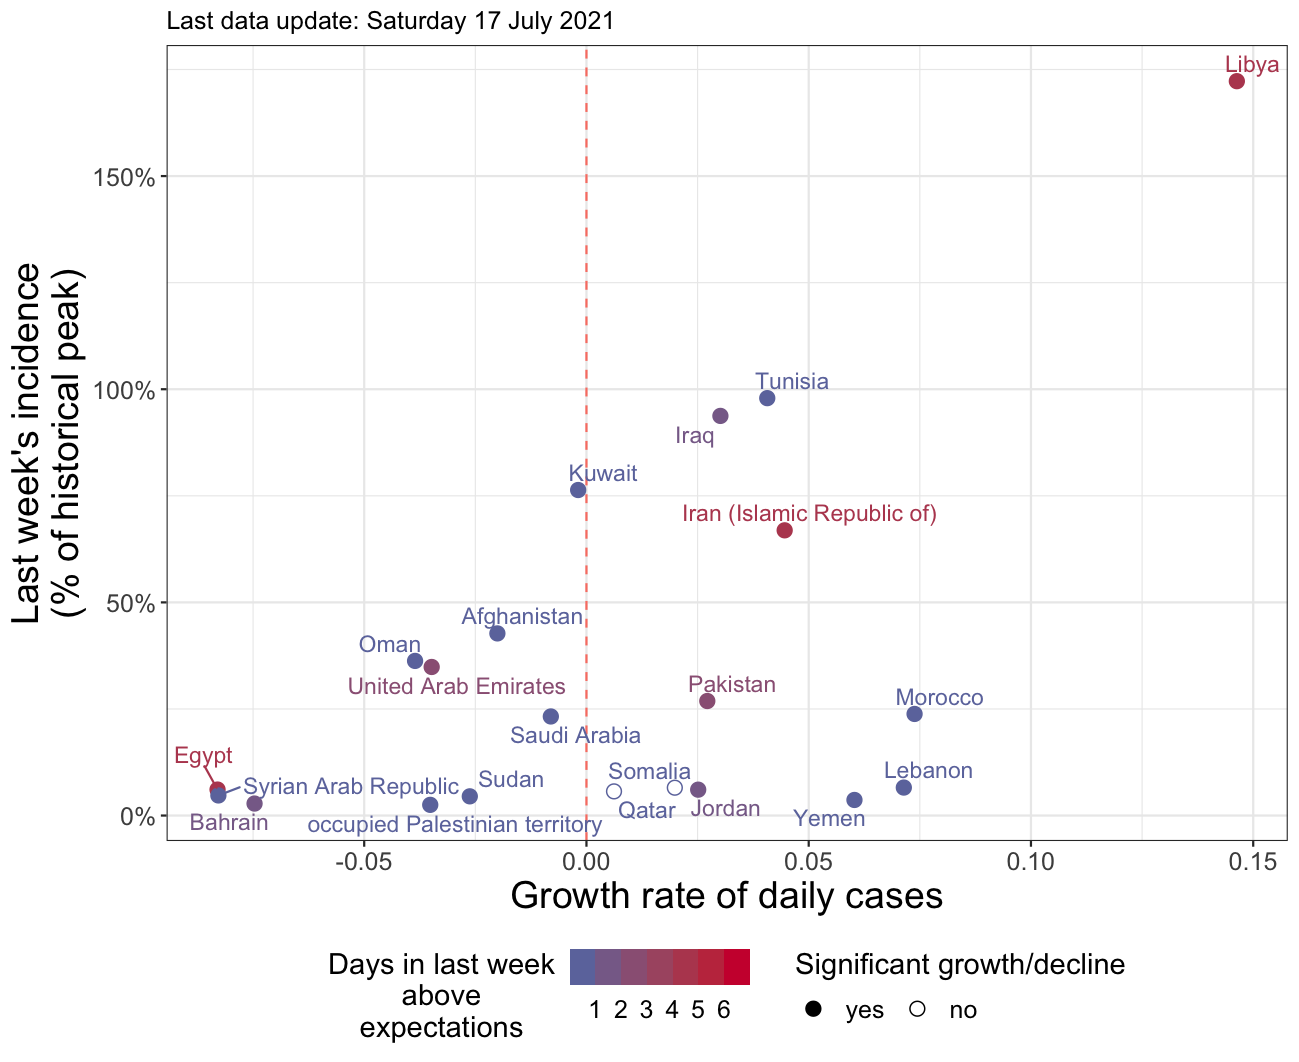 Last data update: Saturday 17 July 2021
Last week's incidence
(% of historical peak)
150%
100%
50%
0%
Libya
Tunisia
Iraq
Kuwait
Iran (Islamic Republic of)
Afghanistan
Oman
United Arab Emirates
Pakistan
Morocco
Saudi Arabia
Egypt
Syrian Arab Republic
Sudan
Somalia
Lebanon
Bahrain
occupied Palestinian territory
Qatar
Jordan
Yemen
-0.05 0.00 0.05 0.10 0.15
Growth rate of daily cases
Days in last week
above
expectations
1 2 3 4 5 6
Significant growth/decline
yes no